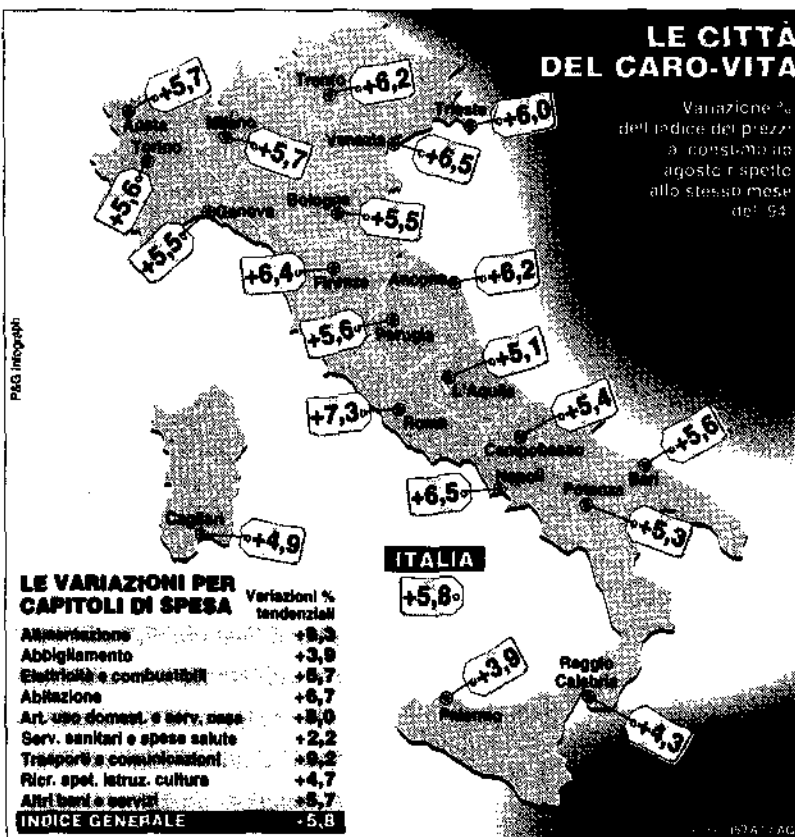 LE CITTÀ
DEL CARO-VITA
Variazione %
dell'indice dei prezzi
al consumo in
agosto rispetto
allo stesso mese
del '94
+5,7
Aosta
Trento
+6,2
Trieste
+6,0
Milano
+5,7
Venezia
+6,5
Torino
+5,6
Genova
+5,5
Bologna
+5,5
+6,4
Firenze
Ancona
+6,2
+5,6
Perugia
+5,1
L'Aquila
+7,3
Roma
+5,4
Campobasso
+5,6
Bari
+6,5
Napoli
Potenza
+5,3
Cagliari
+4,9
ITALIA
+5,8
+3,9
Palermo
Reggio
Calabria
+4,3
P&G Infograph
LE VARIAZIONI PER
CAPITOLI DI SPESA
Variazioni %
tendenziali
Alimentazione
Abbigliamento +3,9
Elettricità e combustibili +5,7
Abitazione +6,7
Art. uso domest. e serv. casa
Serv. sanitari e spese salute +2,2
Trasporti e comunicazioni
Ricr. spet. istruz. cultura +4,7
Altri beni e servizi +5,7
INDICE GENERALE +5,8